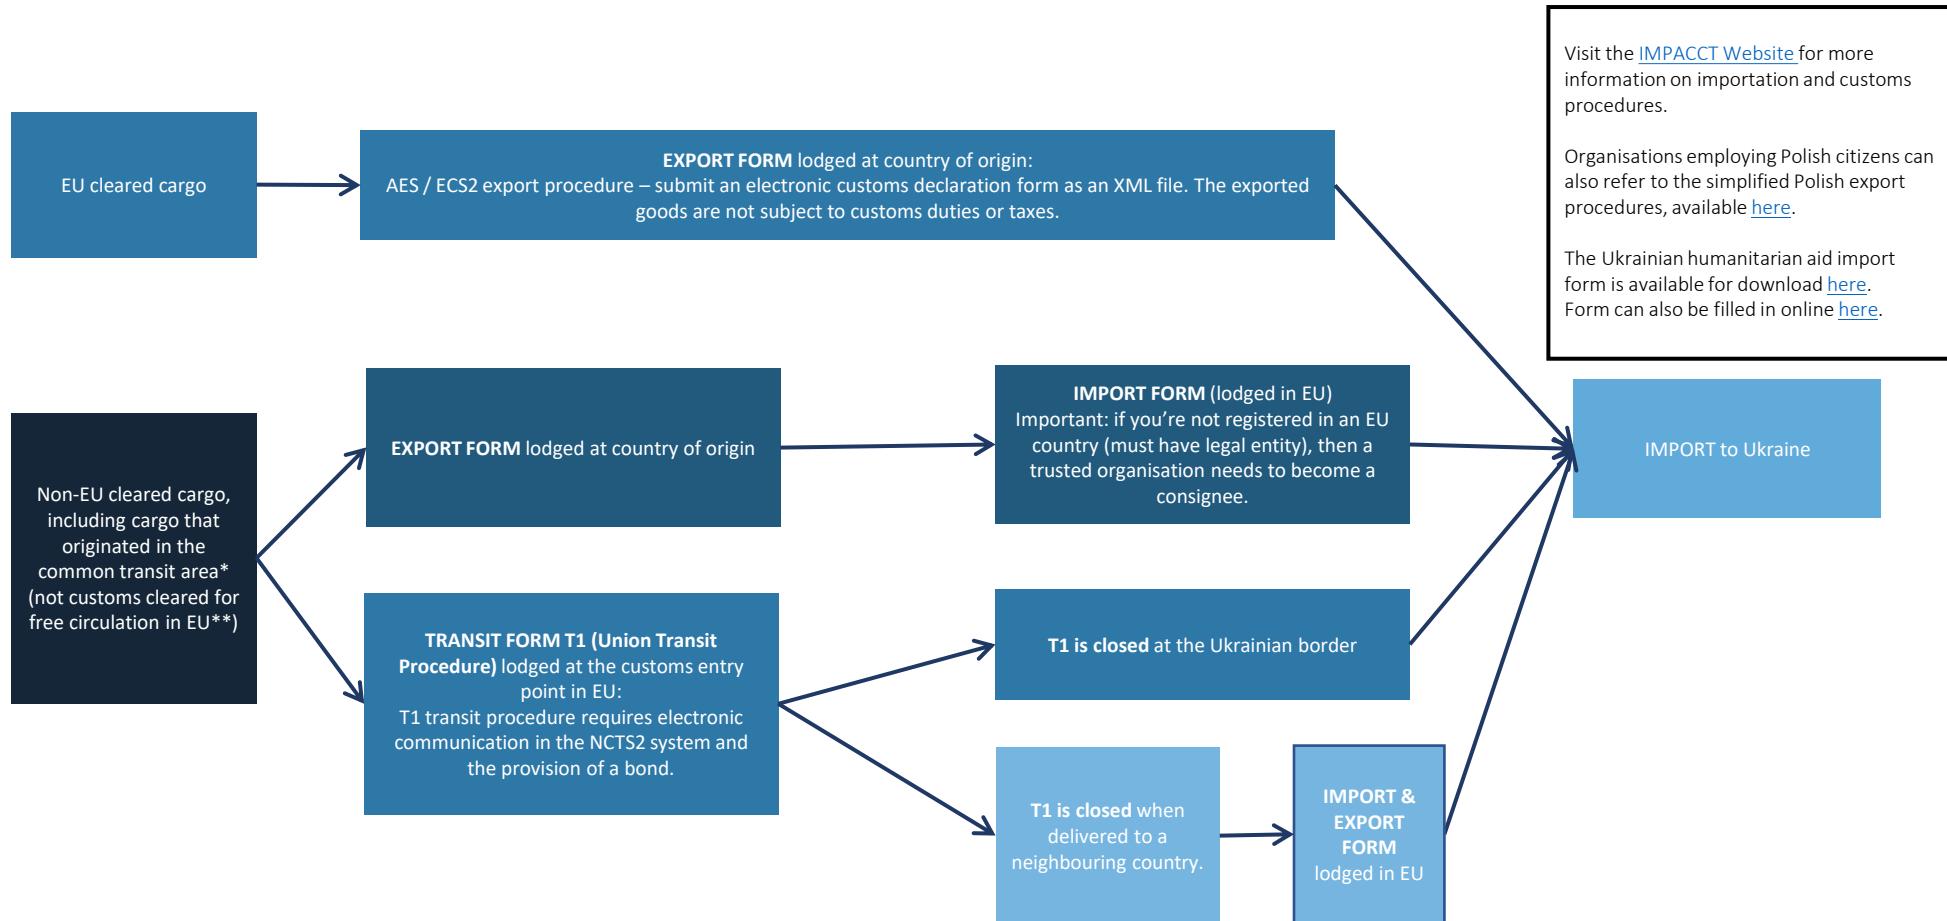 Visit the IMPACCT Website for more
information on importation and customs
procedures.
Organisations employing Polish citizens can
also refer to the simplified Polish export
procedures, available here.
The Ukrainian humanitarian aid import
form is available for download here.
Form can also be filled in online here.
EU cleared cargo
EXPORT FORM lodged at country of origin:
AES / ECS2 export procedure – submit an electronic customs declaration form as an XML file. The exported
goods are not subject to customs duties or taxes.
Non-EU cleared cargo,
including cargo that
originated in the
common transit area*
(not customs cleared for
free circulation in EU**)
EXPORT FORM lodged at country of origin
IMPORT FORM (lodged in EU)
Important: if you’re not registered in an EU
country (must have legal entity), then a
trusted organisation needs to become a
consignee.
IMPORT to Ukraine
TRANSIT FORM T1 (Union Transit
Procedure) lodged at the customs entry
point in EU:
T1 transit procedure requires electronic
communication in the NCTS2 system and
the provision of a bond.
T1 is closed at the Ukrainian border
T1 is closed when
delivered to a
neighbouring country.
IMPORT &
EXPORT
FORM
lodged in EU